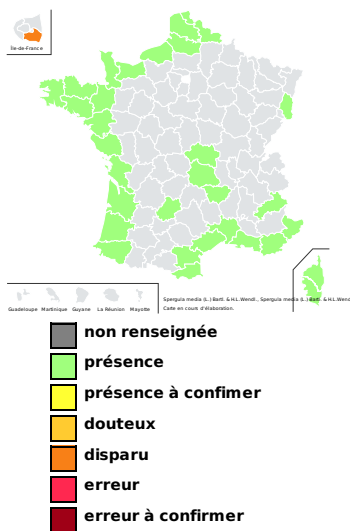 Île-de-France
Guadeloupe Martinique Guyane La Réunion Mayotte
Spergula media (L.) Bartl. & H.L.Wendl., Spergula media (L.) Bartl. & H.L.Wend
Carte en cours d'élaboration.
non renseignée
présence
présence à confimer
douteux
disparu
erreur
erreur à confirmer